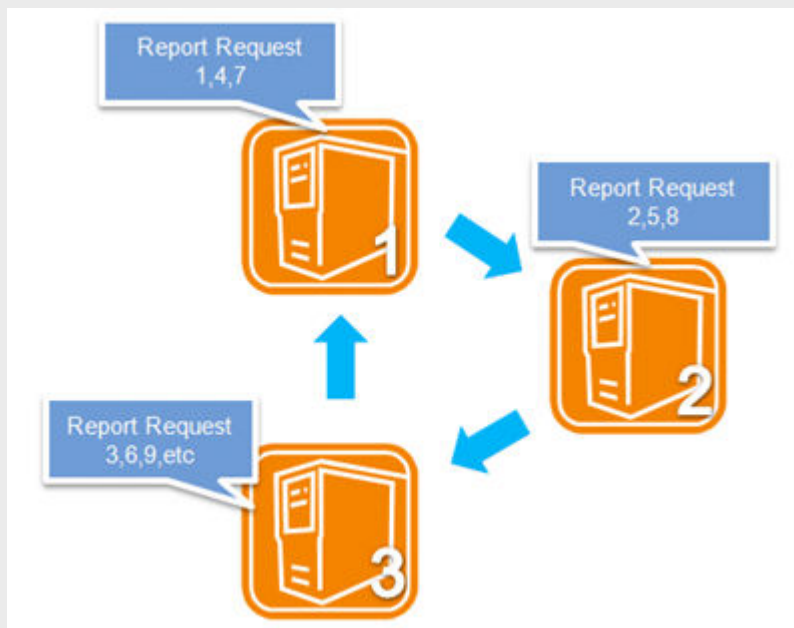 Report Request
1,4,7
1
Report Request
2,5,8
2
Report Request
3,6,9,etc
3